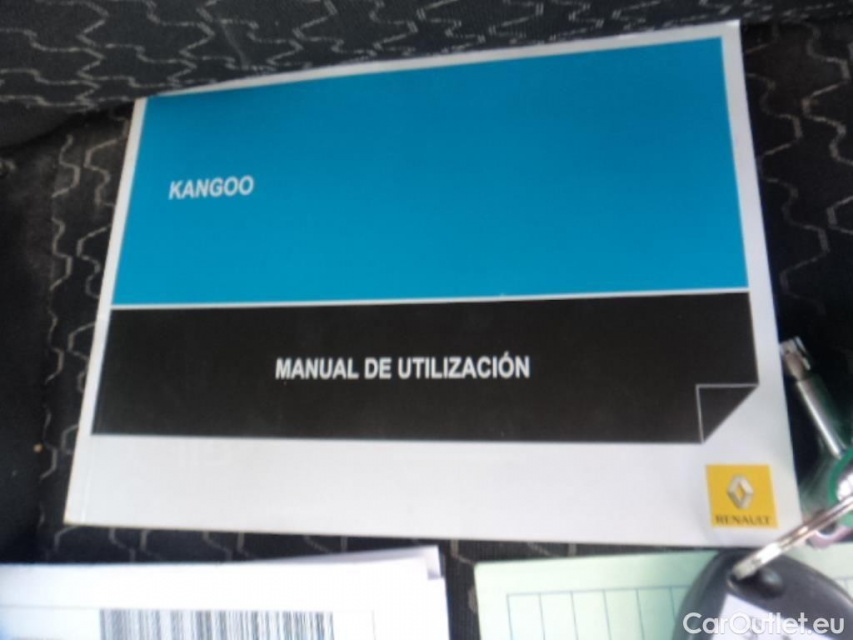 KANGOO
MANUAL DE UTILIZACIÓN
RENAULT
CarOutlet.eu